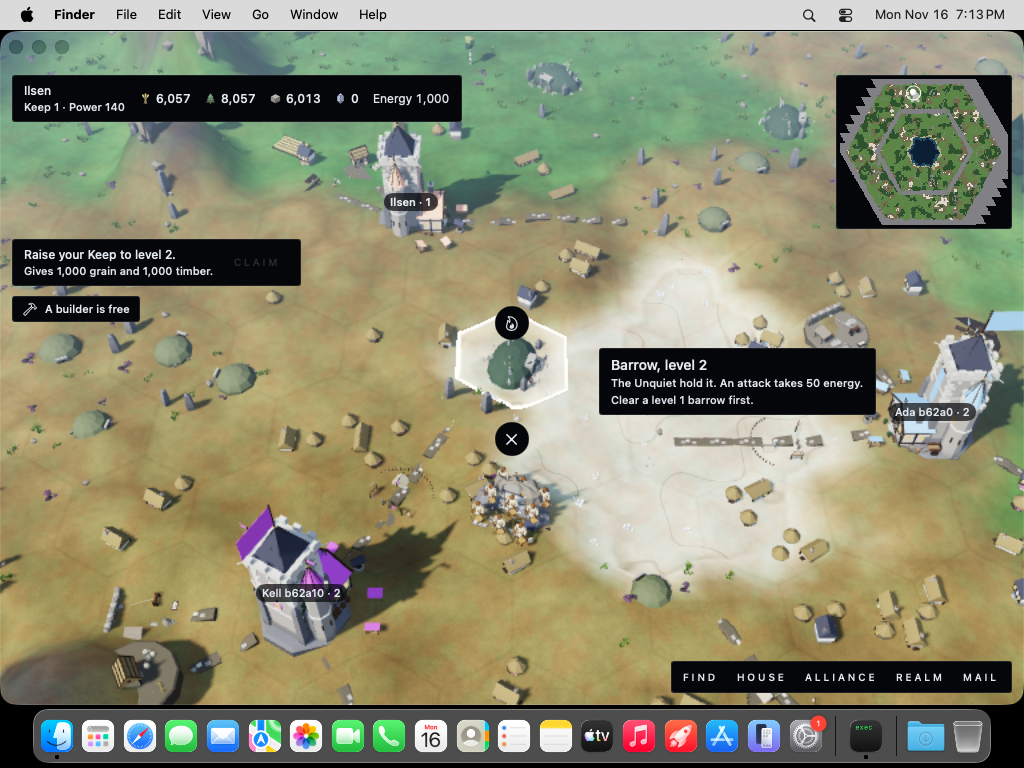 Finder File Edit View Go Window Help Mon Nov 16 7:13 PM
Ilsen
Keep 1 · Power 140
6,057 8,057 6,013 0 Energy 1,000
Ilsen · 1
Raise your Keep to level 2.
Gives 1,000 grain and 1,000 timber.
CLAIM
A builder is free
Barrow, level 2
The Unquiet hold it. An attack takes 50 energy.
Clear a level 1 barrow first.
Ada b62a0 · 2
Kell b62a10 · 2
FIND HOUSE ALLIANCE REALM MAIL
Mon
16
tv
1
exec